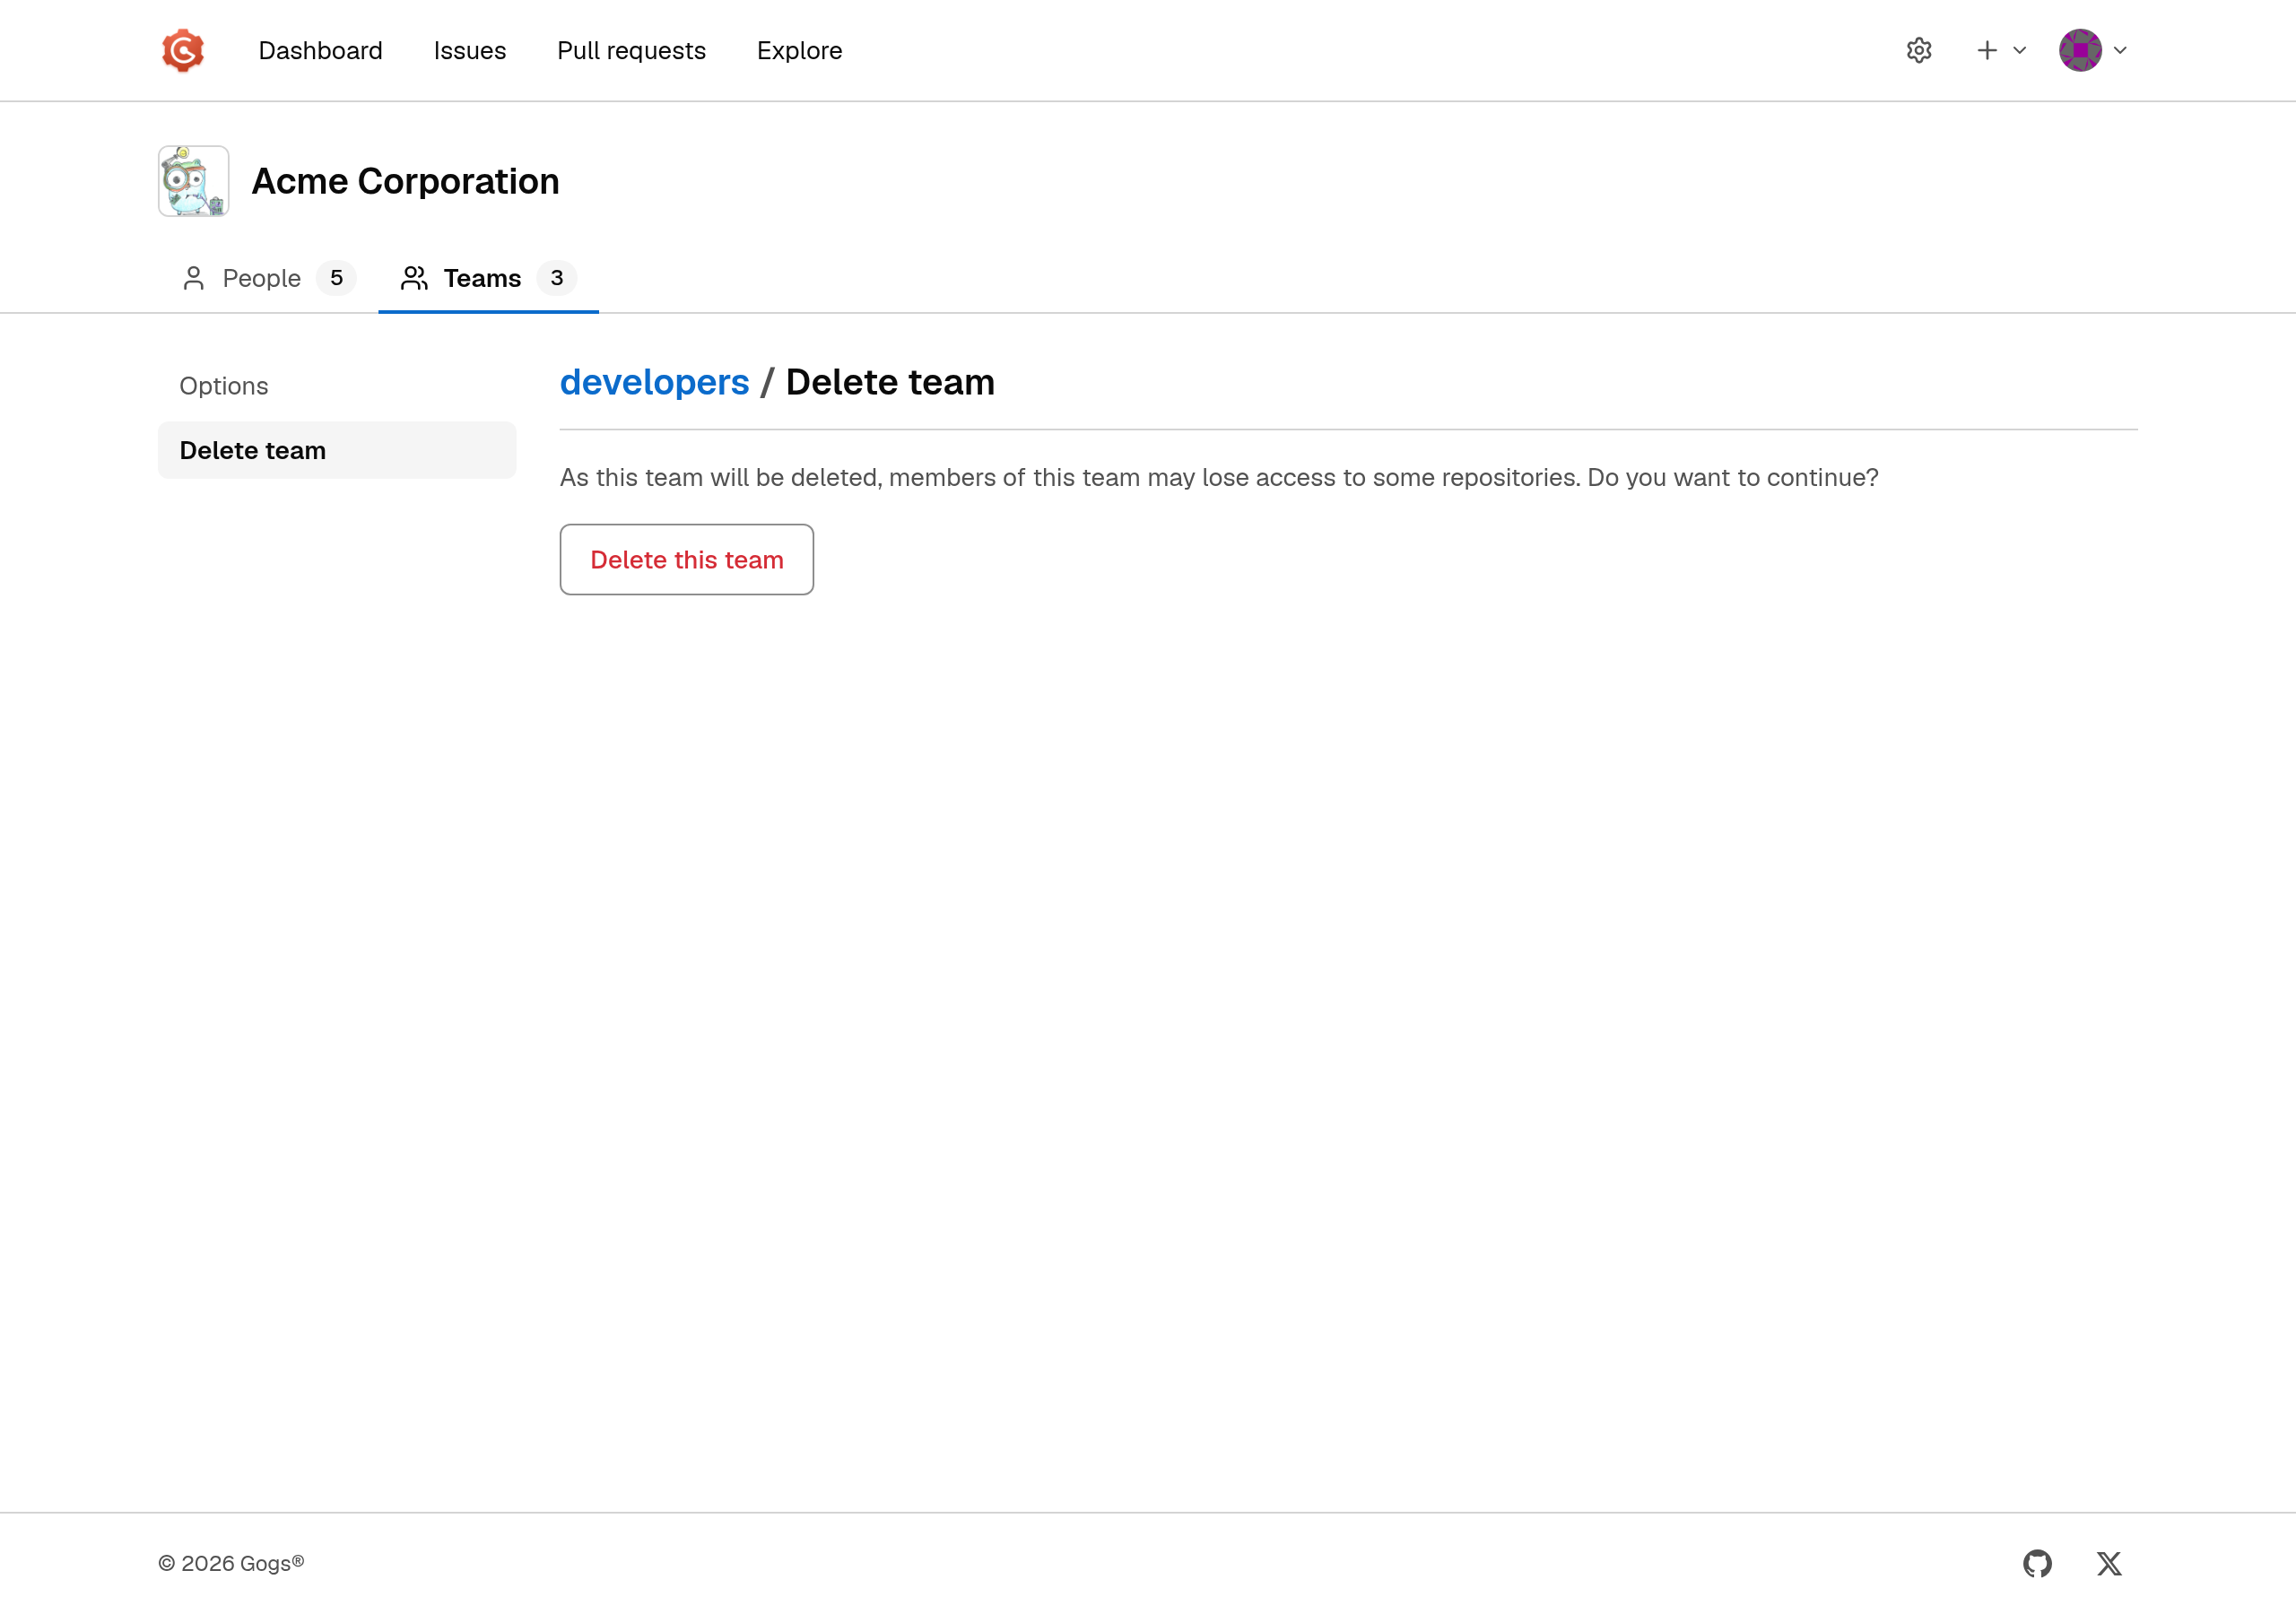 Dashboard Issues Pull requests Explore
Acme Corporation
People 5 Teams 3
Options
Delete team
developers / Delete team
As this team will be deleted, members of this team may lose access to some repositories. Do you want to continue?
Delete this team
© 2026 Gogs®